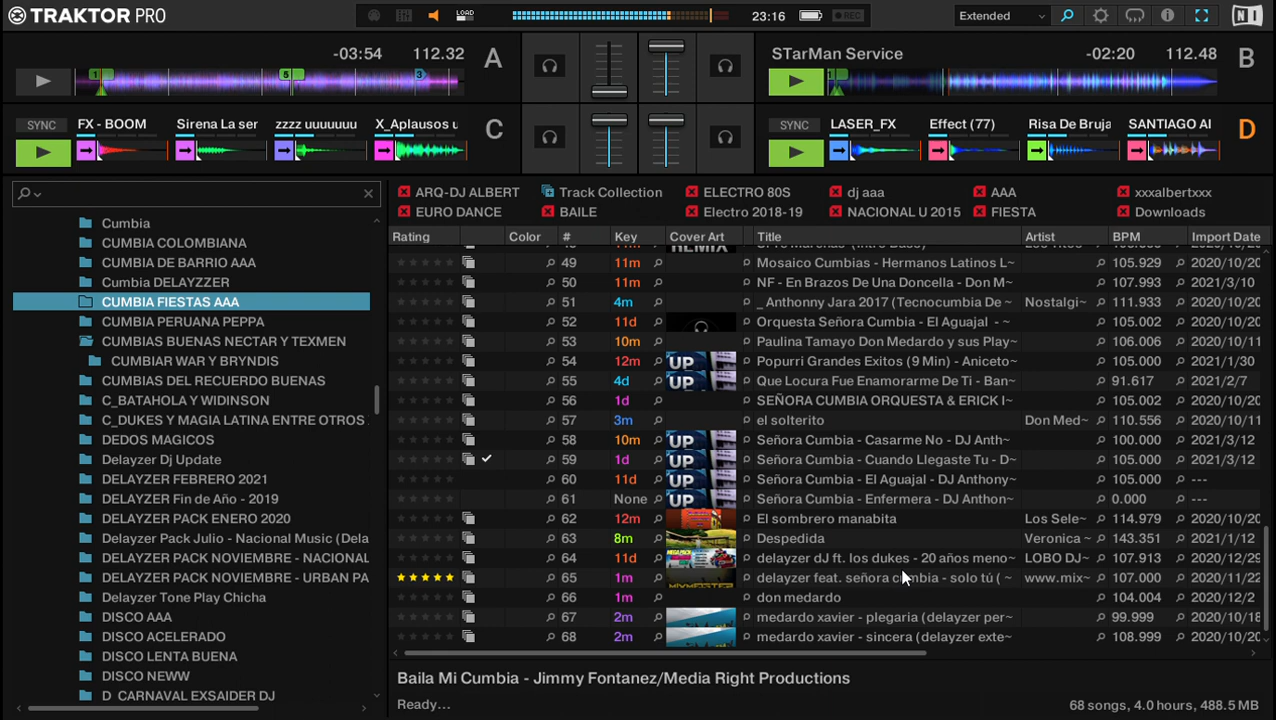 TRAKTOR PRO LOAD 23:16 REC Extended
-03:54 112.32 A STarMan Service -02:20 112.48 B
1 5 3 1
SYNC FX - BOOM Sirena La ser zzzz uuuuuuu X_Aplausos u C SYNC LASER_FX Effect (77) Risa De Bruja SANTIAGO AI D
ARQ-DJ ALBERT Track Collection ELECTRO 80S dj aaa AAA xxxalbertxxx
EURO DANCE BAILE Electro 2018-19 NACIONAL U 2015 FIESTA Downloads
Cumbia
CUMBIA COLOMBIANA
CUMBIA DE BARRIO AAA
Cumbia DELAYZZER
CUMBIA FIESTAS AAA
CUMBIA PERUANA PEPPA
CUMBIAS BUENAS NECTAR Y TEXMEN
CUMBIAR WAR Y BRYNDIS
CUMBIAS DEL RECUERDO BUENAS
C_BATAHOLA Y WIDINSON
C_DUKES Y MAGIA LATINA ENTRE OTROS
DEDOS MAGICOS
Delayzer Dj Update
DELAYZER FEBRERO 2021
DELAYZER Fin de Año - 2019
DELAYZER PACK ENERO 2020
Delayzer Pack Julio - Nacional Music (Dela
DELAYZER PACK NOVIEMBRE - NACIONAL
DELAYZER PACK NOVIEMBRE - URBAN PA
Delayzer Tone Play Chicha
DISCO AAA
DISCO ACELERADO
DISCO LENTA BUENA
DISCO NEWW
D CARNAVAL EXSAIDER DJ
Rating Color # Key Cover Art Title Artist BPM Import Date
REMIX
49 11m Mosaico Cumbias - Hermanos Latinos L~ 105.929 2020/10/20
50 11m NF - En Brazos De Una Doncella - Don M~ 107.993 2021/3/10
51 4m _ Anthonny Jara 2017 (Tecnocumbia De ~ Nostalgi~ 111.933 2020/10/20
52 11d Orquesta Señora Cumbia - El Aguajal - ~ 105.002 2020/10/20
53 10m Paulina Tamayo Don Medardo y sus Play~ 106.006 2020/10/11
54 12m UP Popurri Grandes Exitos (9 Min) - Aniceto~ 110.000 2021/1/30
55 4d UP Que Locura Fue Enamorarme De Ti - Ban~ 91.617 2021/2/7
56 1d SEÑORA CUMBIA ORQUESTA & ERICK I~ 105.000 2020/10/20
57 3m el solterito Don Med~ 110.556 2020/10/11
58 10m UP Señora Cumbia - Casarme No - DJ Anth~ 100.000 2021/3/12
59 1d UP Señora Cumbia - Cuando Llegaste Tu - D~ 105.000 2021/3/12
60 11d UP Señora Cumbia - El Aguajal - DJ Anthon~ 105.000 ---
61 None UP Señora Cumbia - Enfermera - DJ Anthon~ 0.000 ---
62 12m El sombrero manabita Los Sele~ 114.979 2020/10/20
63 8m Despedida Veronica ~ 143.351 2021/1/12
64 11d delayzer dJ ft. los dukes - 20 años meno~ LOBO DJ~ 107.913 2020/12/29
65 1m delayzer feat. señora cumbia - solo tú ( ~ www.mix~ 107.000 2020/11/22
66 1m don medardo 104.004 2020/12/2
67 2m medardo xavier - plegaria (delayzer per~ 99.999 2020/10/18
68 2m medardo xavier - sincera (delayzer exte~ 108.999 2020/10/20
Baila Mi Cumbia - Jimmy Fontanez/Media Right Productions
Ready... 68 songs, 4.0 hours, 488.5 MB